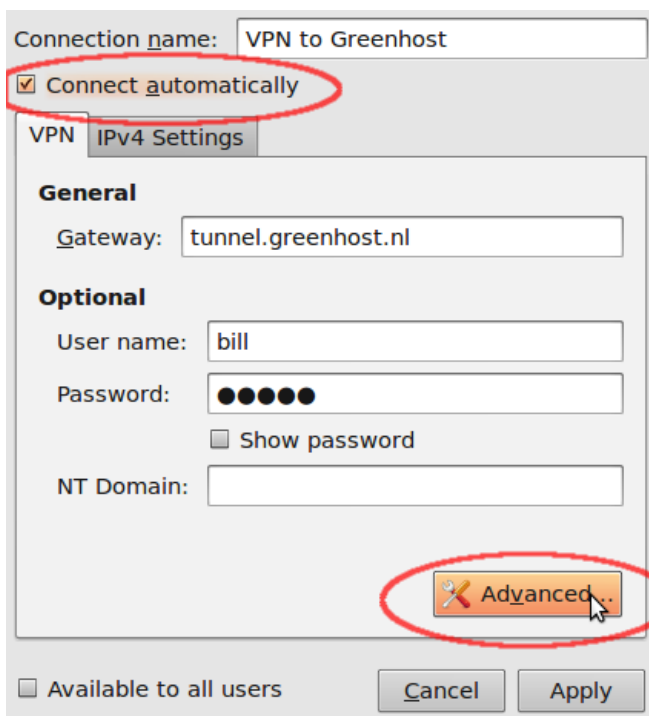 Connection name: VPN to Greenhost
Connect automatically
VPN IPv4 Settings
General
Gateway: tunnel.greenhost.nl
Optional
User name: bill
Password: ●●●●●
Show password
NT Domain:
Advanced...
Available to all users Cancel Apply